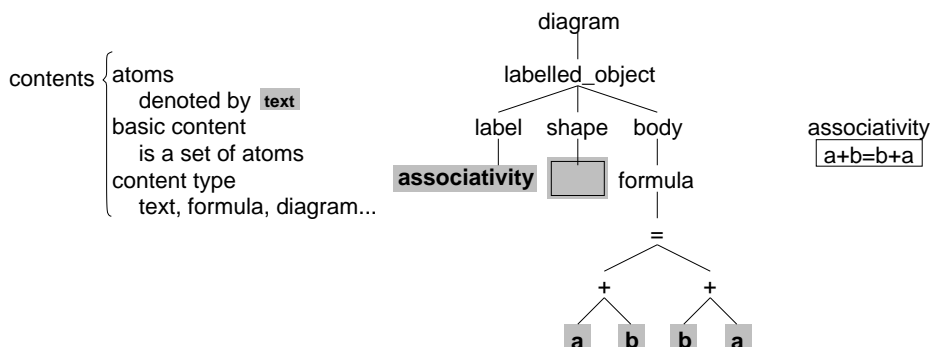 contents
atoms
denoted by text
basic content
is a set of atoms
content type
text, formula, diagram...
diagram
labelled_object
label shape body
associativity
formula
=
+ +
a b b a
associativity
a+b=b+a